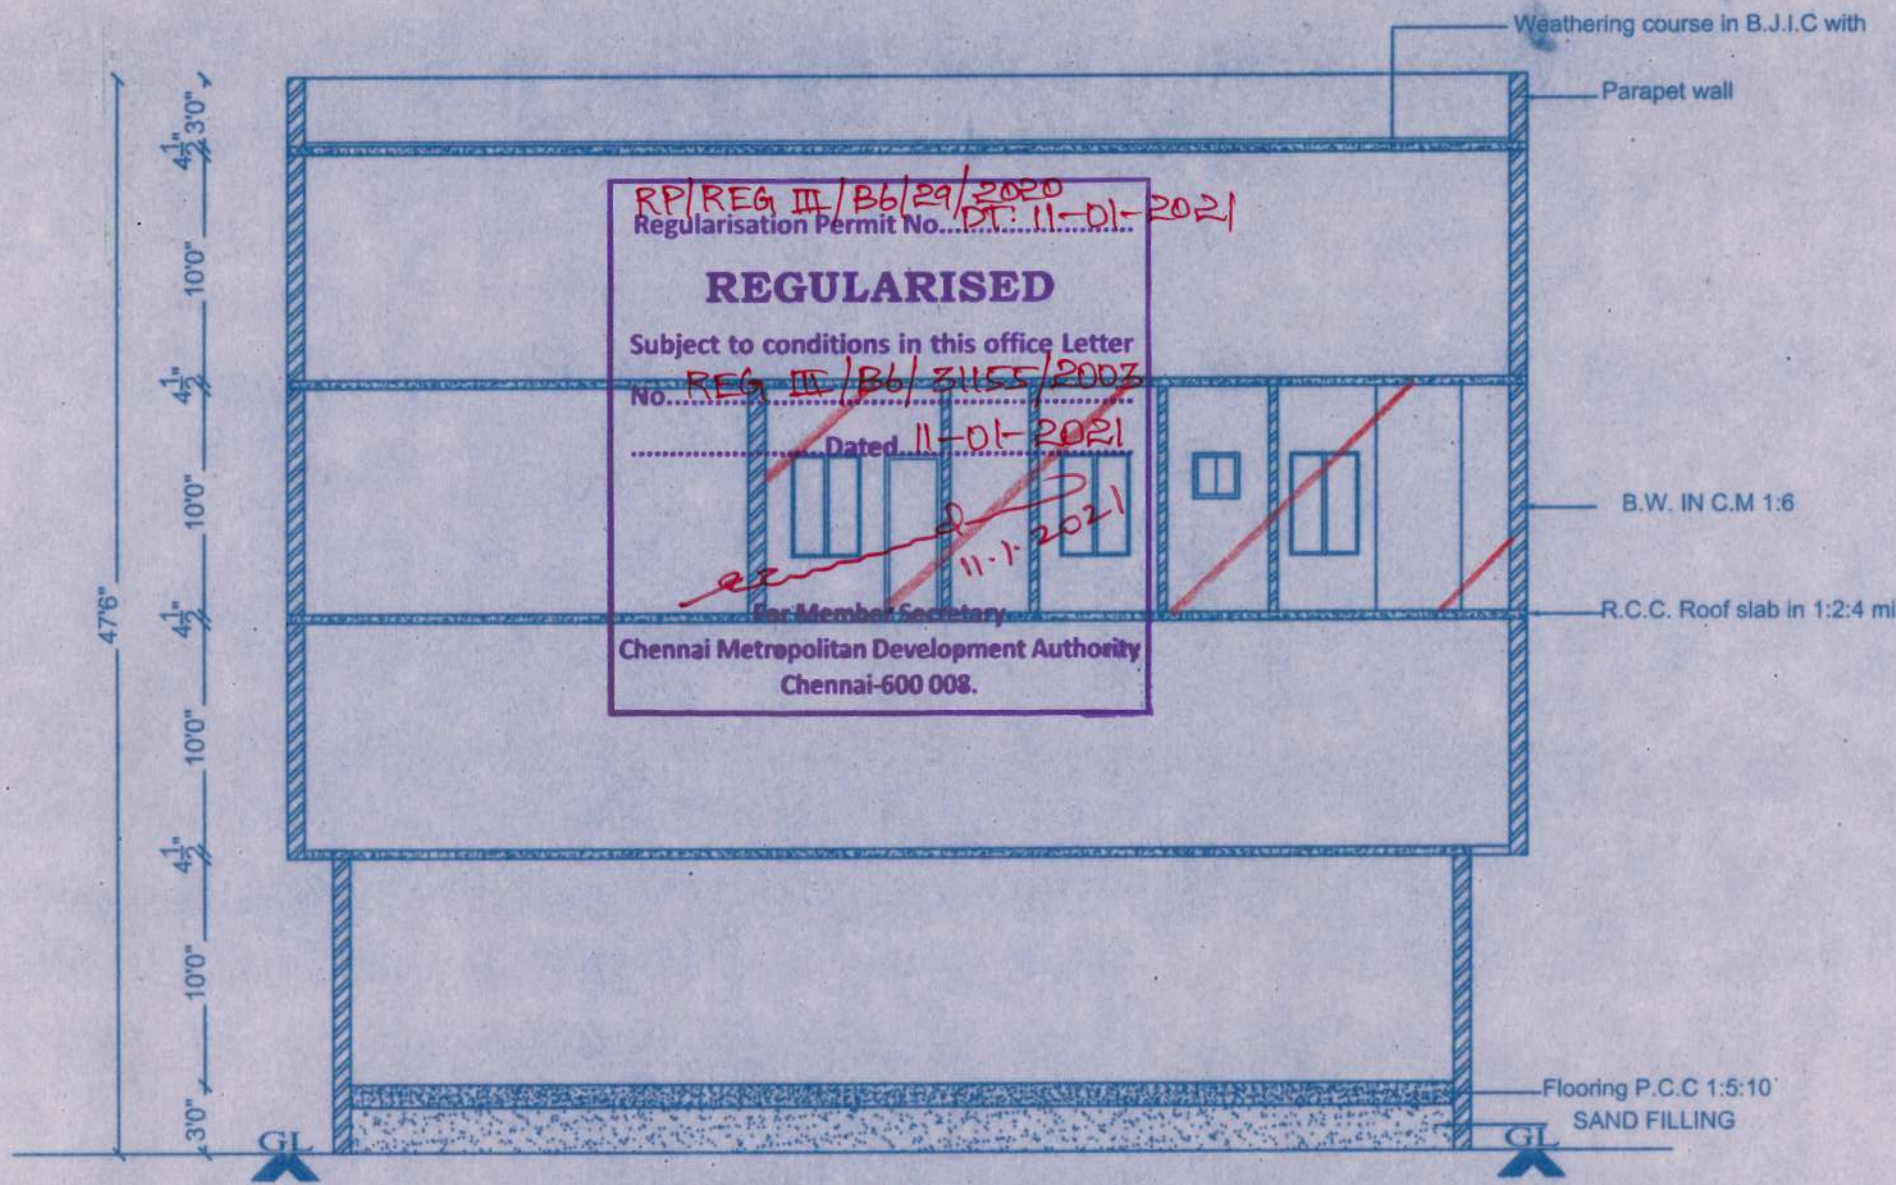 Weathering course in B.J.I.C with
Parapet wall
3'0"
4½"
10'0"
4½"
10'0"
4½"
10'0"
4½"
10'0"
3'0"
47'6"
RP/REG III/B6/29/2020
Regularisation Permit No. DT: 11-01-2021
REGULARISED
Subject to conditions in this office Letter
No. REG III/B6/31155/2003
Dated 11-01-2021
11.1.2021
For Member Secretary
Chennai Metropolitan Development Authority
Chennai-600 008.
B.W. IN C.M 1:6
R.C.C. Roof slab in 1:2:4 mi
Flooring P.C.C 1:5:10
SAND FILLING
GL
GL